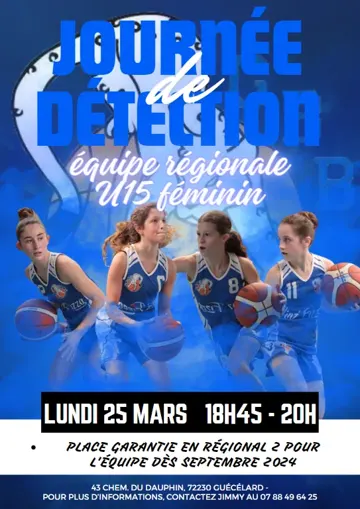 JOURNÉE
de
DÉTECTION
équipe régionale
U15 féminin
8
11
LUNDI 25 MARS 18H45 - 20H
• PLACE GARANTIE EN RÉGIONAL 2 POUR
L'ÉQUIPE DÈS SEPTEMBRE 2024
43 CHEM. DU DAUPHIN, 72230 GUÉCÉLARD -
POUR PLUS D'INFORMATIONS, CONTACTEZ JIMMY AU 07 88 49 64 25